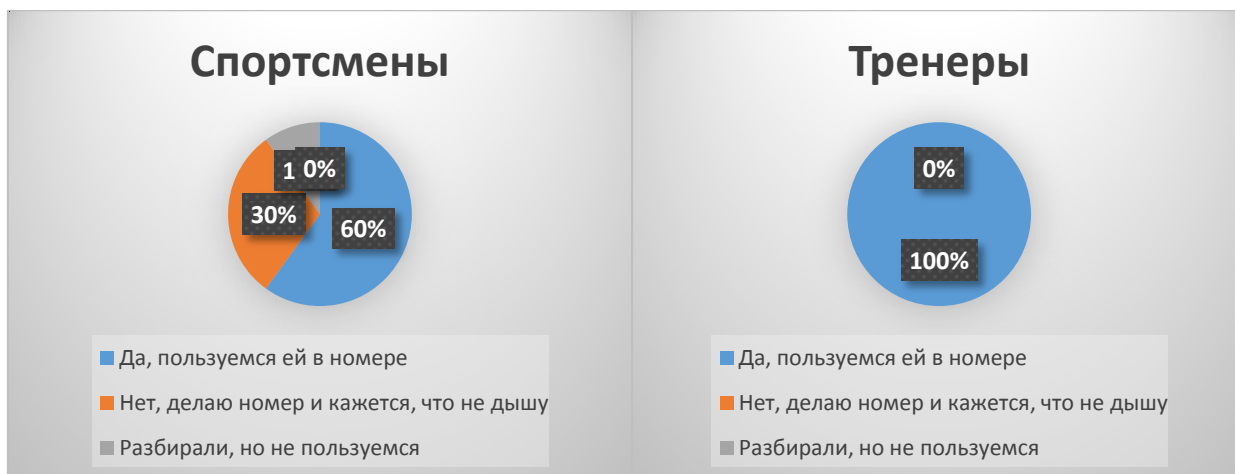 Спортсмены
1 0%
30%
60%
Да, пользуемся ей в номере
Нет, делаю номер и кажется, что не дышу
Разбирали, но не пользуемся
Тренеры
0%
100%
Да, пользуемся ей в номере
Нет, делаю номер и кажется, что не дышу
Разбирали, но не пользуемся